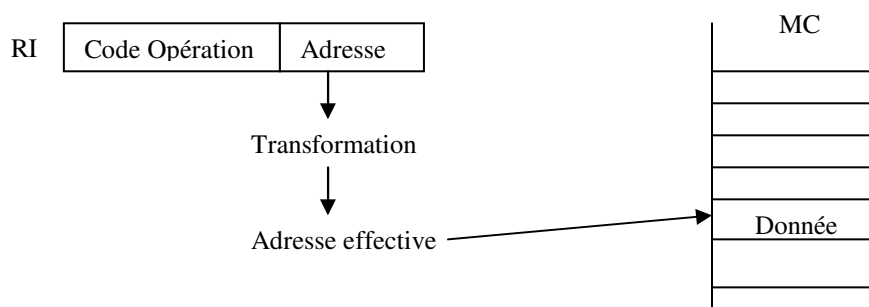 MC
RI Code Opération Adresse
Transformation
Donnée
Adresse effective